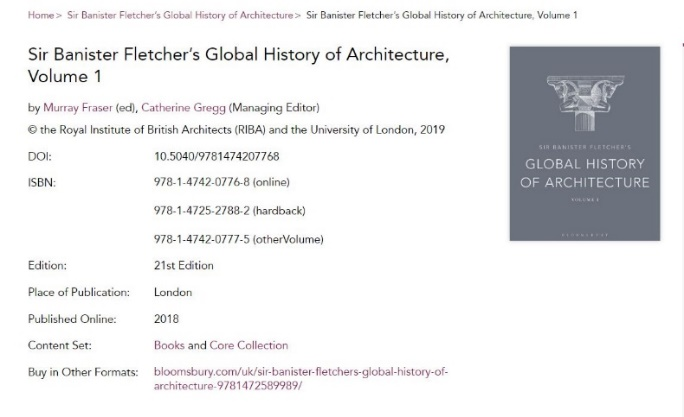 Home > Sir Banister Fletcher's Global History of Architecture > Sir Banister Fletcher's Global History of Architecture, Volume 1
Sir Banister Fletcher's Global History of Architecture,
Volume 1
by Murray Fraser (ed), Catherine Gregg (Managing Editor)
© the Royal Institute of British Architects (RIBA) and the University of London, 2019
DOI: 10.5040/9781474207768
ISBN: 978-1-4742-0776-8 (online)
978-1-4725-2788-2 (hardback)
978-1-4742-0777-5 (otherVolume)
Edition: 21st Edition
Place of Publication: London
Published Online: 2018
Content Set: Books and Core Collection
Buy in Other Formats: bloomsbury.com/uk/sir-banister-fletchers-global-history-of-
architecture-9781472589989/
SIR BANISTER FLETCHER'S
GLOBAL HISTORY
OF ARCHITECTURE
VOLUME 1
BLOOMSBURY